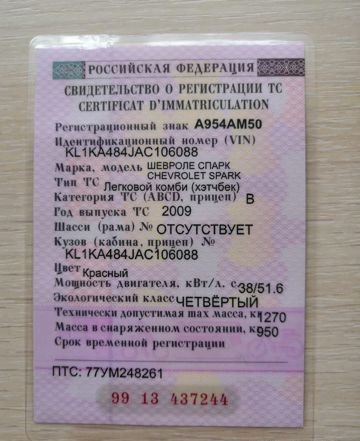 РОССИЙСКАЯ ФЕДЕРАЦИЯ
СВИДЕТЕЛЬСТВО О РЕГИСТРАЦИИ ТС
CERTIFICAT D'IMMATRICULATION
Регистрационный знак А954АМ50
Идентификационный номер (VIN)
KL1KA484JAC106088
Марка, модель ШЕВРОЛЕ СПАРК
CHEVROLET SPARK
Тип ТС Легковой комби (хэтчбек)
Категория ТС (ABCD, прицеп) В
Год выпуска ТС 2009
Шасси (рама) № ОТСУТСТВУЕТ
Кузов (кабина, прицеп) №
KL1KA484JAC106088
Цвет Красный
Мощность двигателя, кВт/л. с. 38/51.6
Экологический класс ЧЕТВЁРТЫЙ
Технически допустимая max масса, кг 1270
Масса в снаряженном состоянии, кг 950
Срок временной регистрации
ПТС: 77УМ248261
99 13 437244